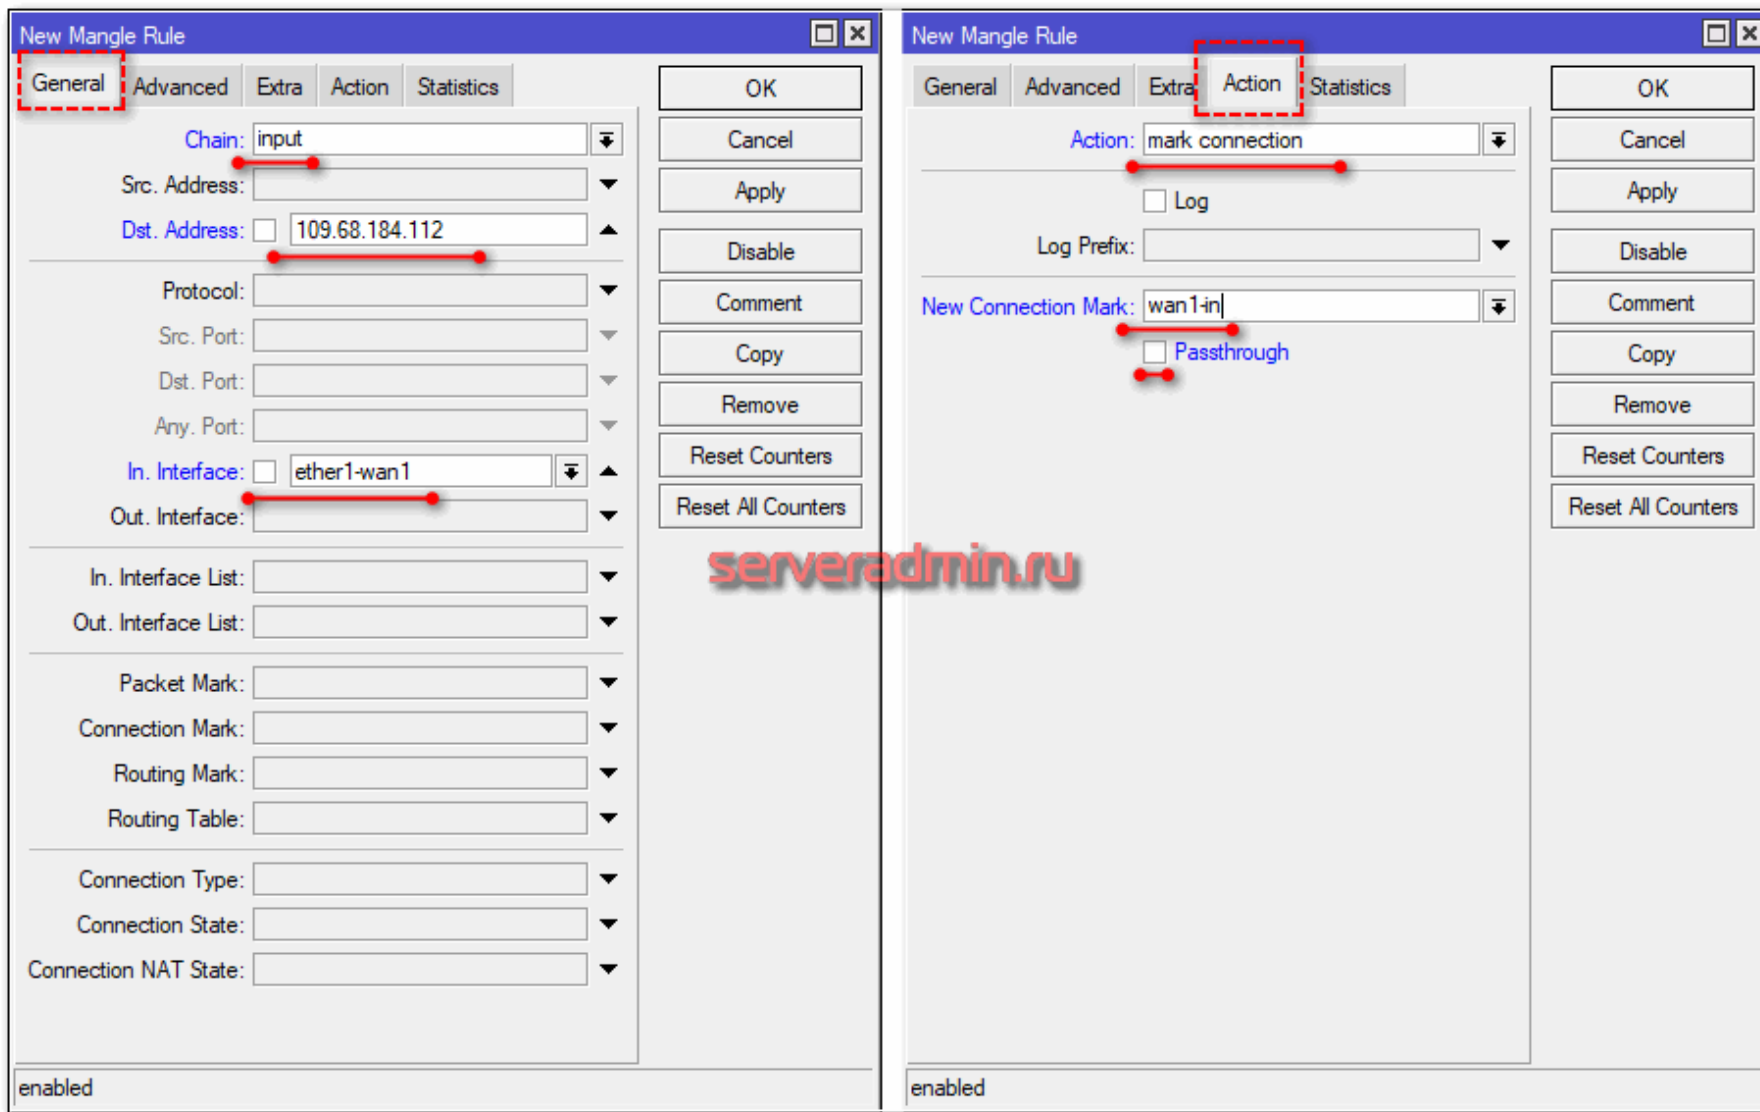 New Mangle Rule
General Advanced Extra Action Statistics
Chain: input
Src. Address:
Dst. Address: 109.68.184.112
Protocol:
Src. Port:
Dst. Port:
Any. Port:
In. Interface: ether1-wan1
Out. Interface:
In. Interface List:
Out. Interface List:
Packet Mark:
Connection Mark:
Routing Mark:
Routing Table:
Connection Type:
Connection State:
Connection NAT State:
OK
Cancel
Apply
Disable
Comment
Copy
Remove
Reset Counters
Reset All Counters
enabled
serveradmin.ru
New Mangle Rule
General Advanced Extra Action Statistics
Action: mark connection
Log
Log Prefix:
New Connection Mark: wan1-in
Passthrough
OK
Cancel
Apply
Disable
Comment
Copy
Remove
Reset Counters
Reset All Counters
enabled